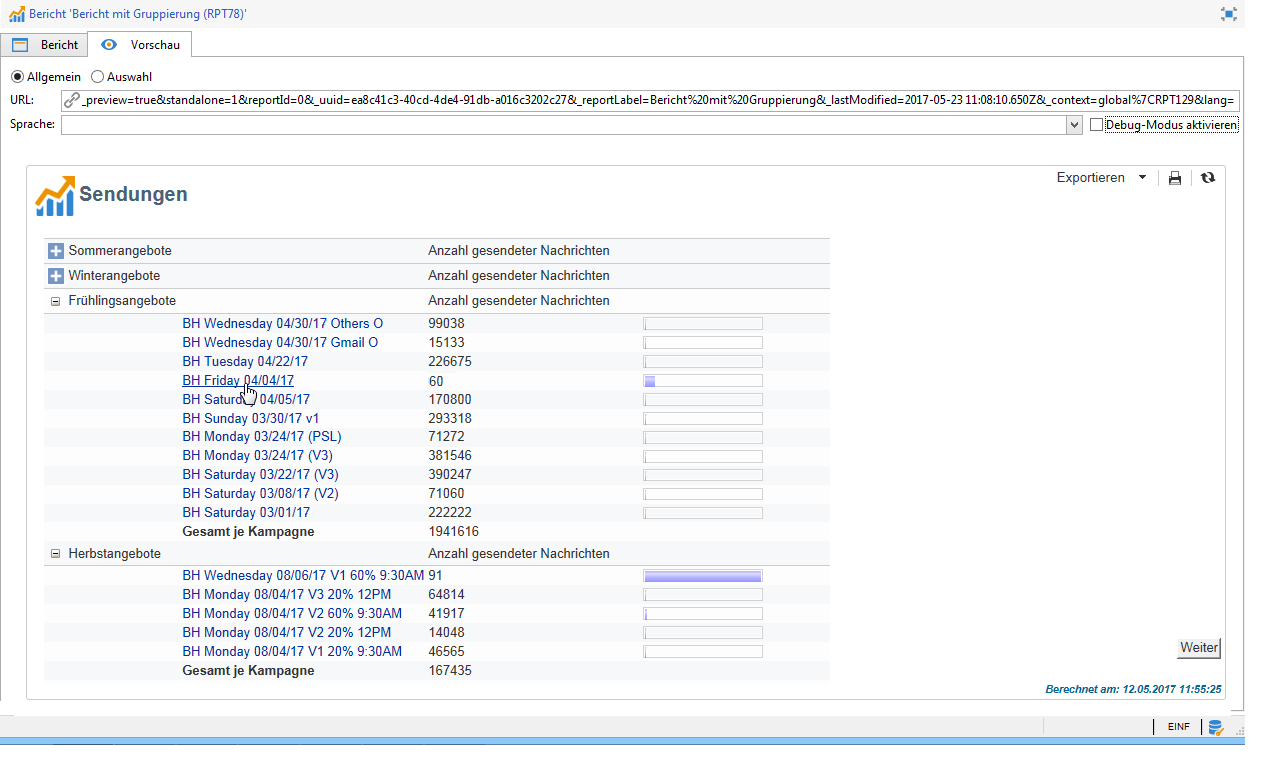 Bericht 'Bericht mit Gruppierung (RPT78)'
Bericht Vorschau
Allgemein Auswahl
URL: _preview=true&standalone=1&reportId=0&_uuid=ea8c41c3-40cd-4de4-91db-a016c3202c27&_reportLabel=Bericht%20mit%20Gruppierung&_lastModified=2017-05-23 11:08:10.650Z&_context=global%7CRPT129&lang=
Sprache: Debug-Modus aktivieren
Exportieren
Sendungen
Sommerangebote Anzahl gesendeter Nachrichten
Winterangebote Anzahl gesendeter Nachrichten
Frühlingsangebote Anzahl gesendeter Nachrichten
BH Wednesday 04/30/17 Others O 99038
BH Wednesday 04/30/17 Gmail O 15133
BH Tuesday 04/22/17 226675
BH Friday 04/04/17 60
BH Saturday 04/05/17 170800
BH Sunday 03/30/17 v1 293318
BH Monday 03/24/17 (PSL) 71272
BH Monday 03/24/17 (V3) 381546
BH Saturday 03/22/17 (V3) 390247
BH Saturday 03/08/17 (V2) 71060
BH Saturday 03/01/17 222222
Gesamt je Kampagne 1941616
Herbstangebote Anzahl gesendeter Nachrichten
BH Wednesday 08/06/17 V1 60% 9:30AM 91
BH Monday 08/04/17 V3 20% 12PM 64814
BH Monday 08/04/17 V2 60% 9:30AM 41917
BH Monday 08/04/17 V2 20% 12PM 14048
BH Monday 08/04/17 V1 20% 9:30AM 46565
Gesamt je Kampagne 167435
Weiter
Berechnet am: 12.05.2017 11:55:25
EINF